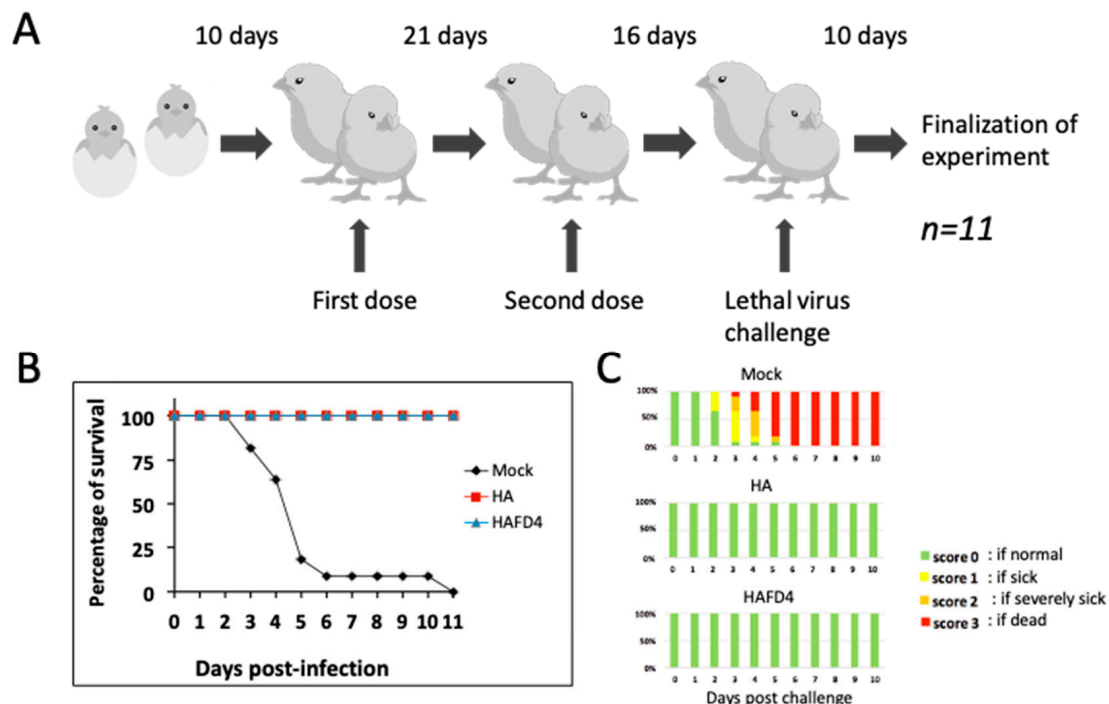 A
10 days 21 days 16 days 10 days
Finalization of
experiment
n=11
First dose Second dose Lethal virus
challenge
B
Percentage of survival
100
75
50
25
0
0 1 2 3 4 5 6 7 8 9 10 11
Days post-infection
Mock
HA
HAFD4
C
Mock
100%
50%
0%
0 1 2 3 4 5 6 7 8 9 10
HA
100%
50%
0%
0 1 2 3 4 5 6 7 8 9 10
HAFD4
100%
50%
0%
0 1 2 3 4 5 6 7 8 9 10
Days post challenge
score 0 : if normal
score 1 : if sick
score 2 : if severely sick
score 3 : if dead